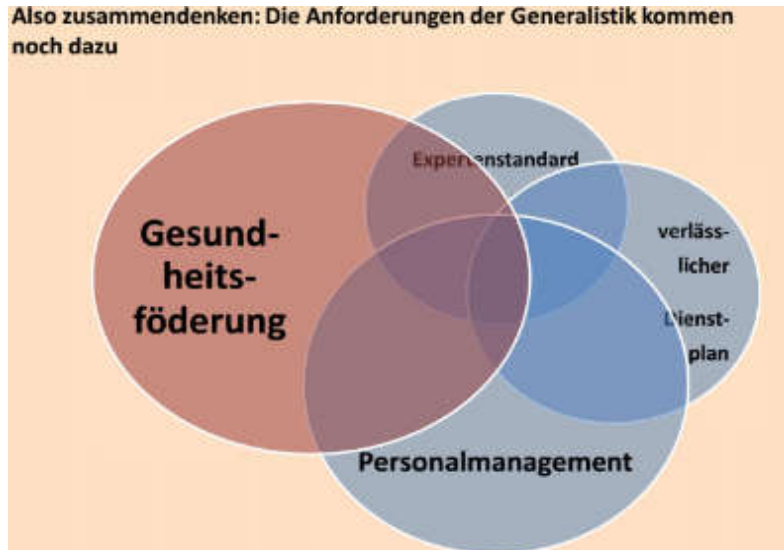 Also zusammendenken: Die Anforderungen der Generalistik kommen
noch dazu
Expertenstandard
Gesund-
heits-
föderung
verläss-
licher
Dienst-
plan
Personalmanagement